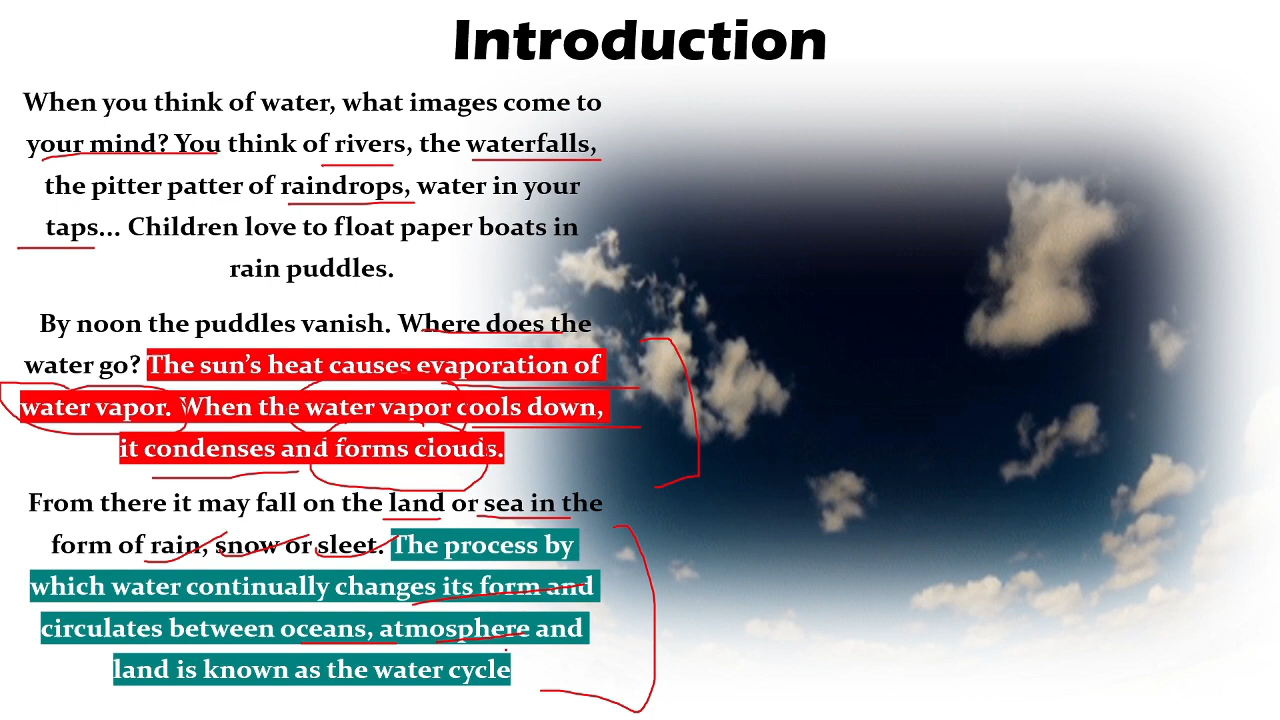 Introduction
When you think of water, what images come to
your mind? You think of rivers, the waterfalls,
the pitter patter of raindrops, water in your
taps... Children love to float paper boats in
rain puddles.
By noon the puddles vanish. Where does the
water go? The sun's heat causes evaporation of
water vapor. When the water vapor cools down,
it condenses and forms clouds.
From there it may fall on the land or sea in the
form of rain, snow or sleet. The process by
which water continually changes its form and
circulates between oceans, atmosphere and
land is known as the water cycle